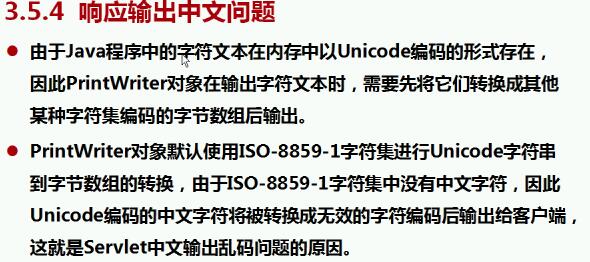 3.5.4 响应输出中文问题
由于Java程序中的字符文本在内存中以Unicode编码的形式存在，
因此PrintWriter对象在输出字符文本时，需要先将它们转换成其他
某种字符集编码的字节数组后输出。
PrintWriter对象默认使用ISO-8859-1字符集进行Unicode字符串
到字节数组的转换，由于ISO-8859-1字符集中没有中文字符，因此
Unicode编码的中文字符将被转换成无效的字符编码后输出给客户端，
这就是Servlet中文输出乱码问题的原因。